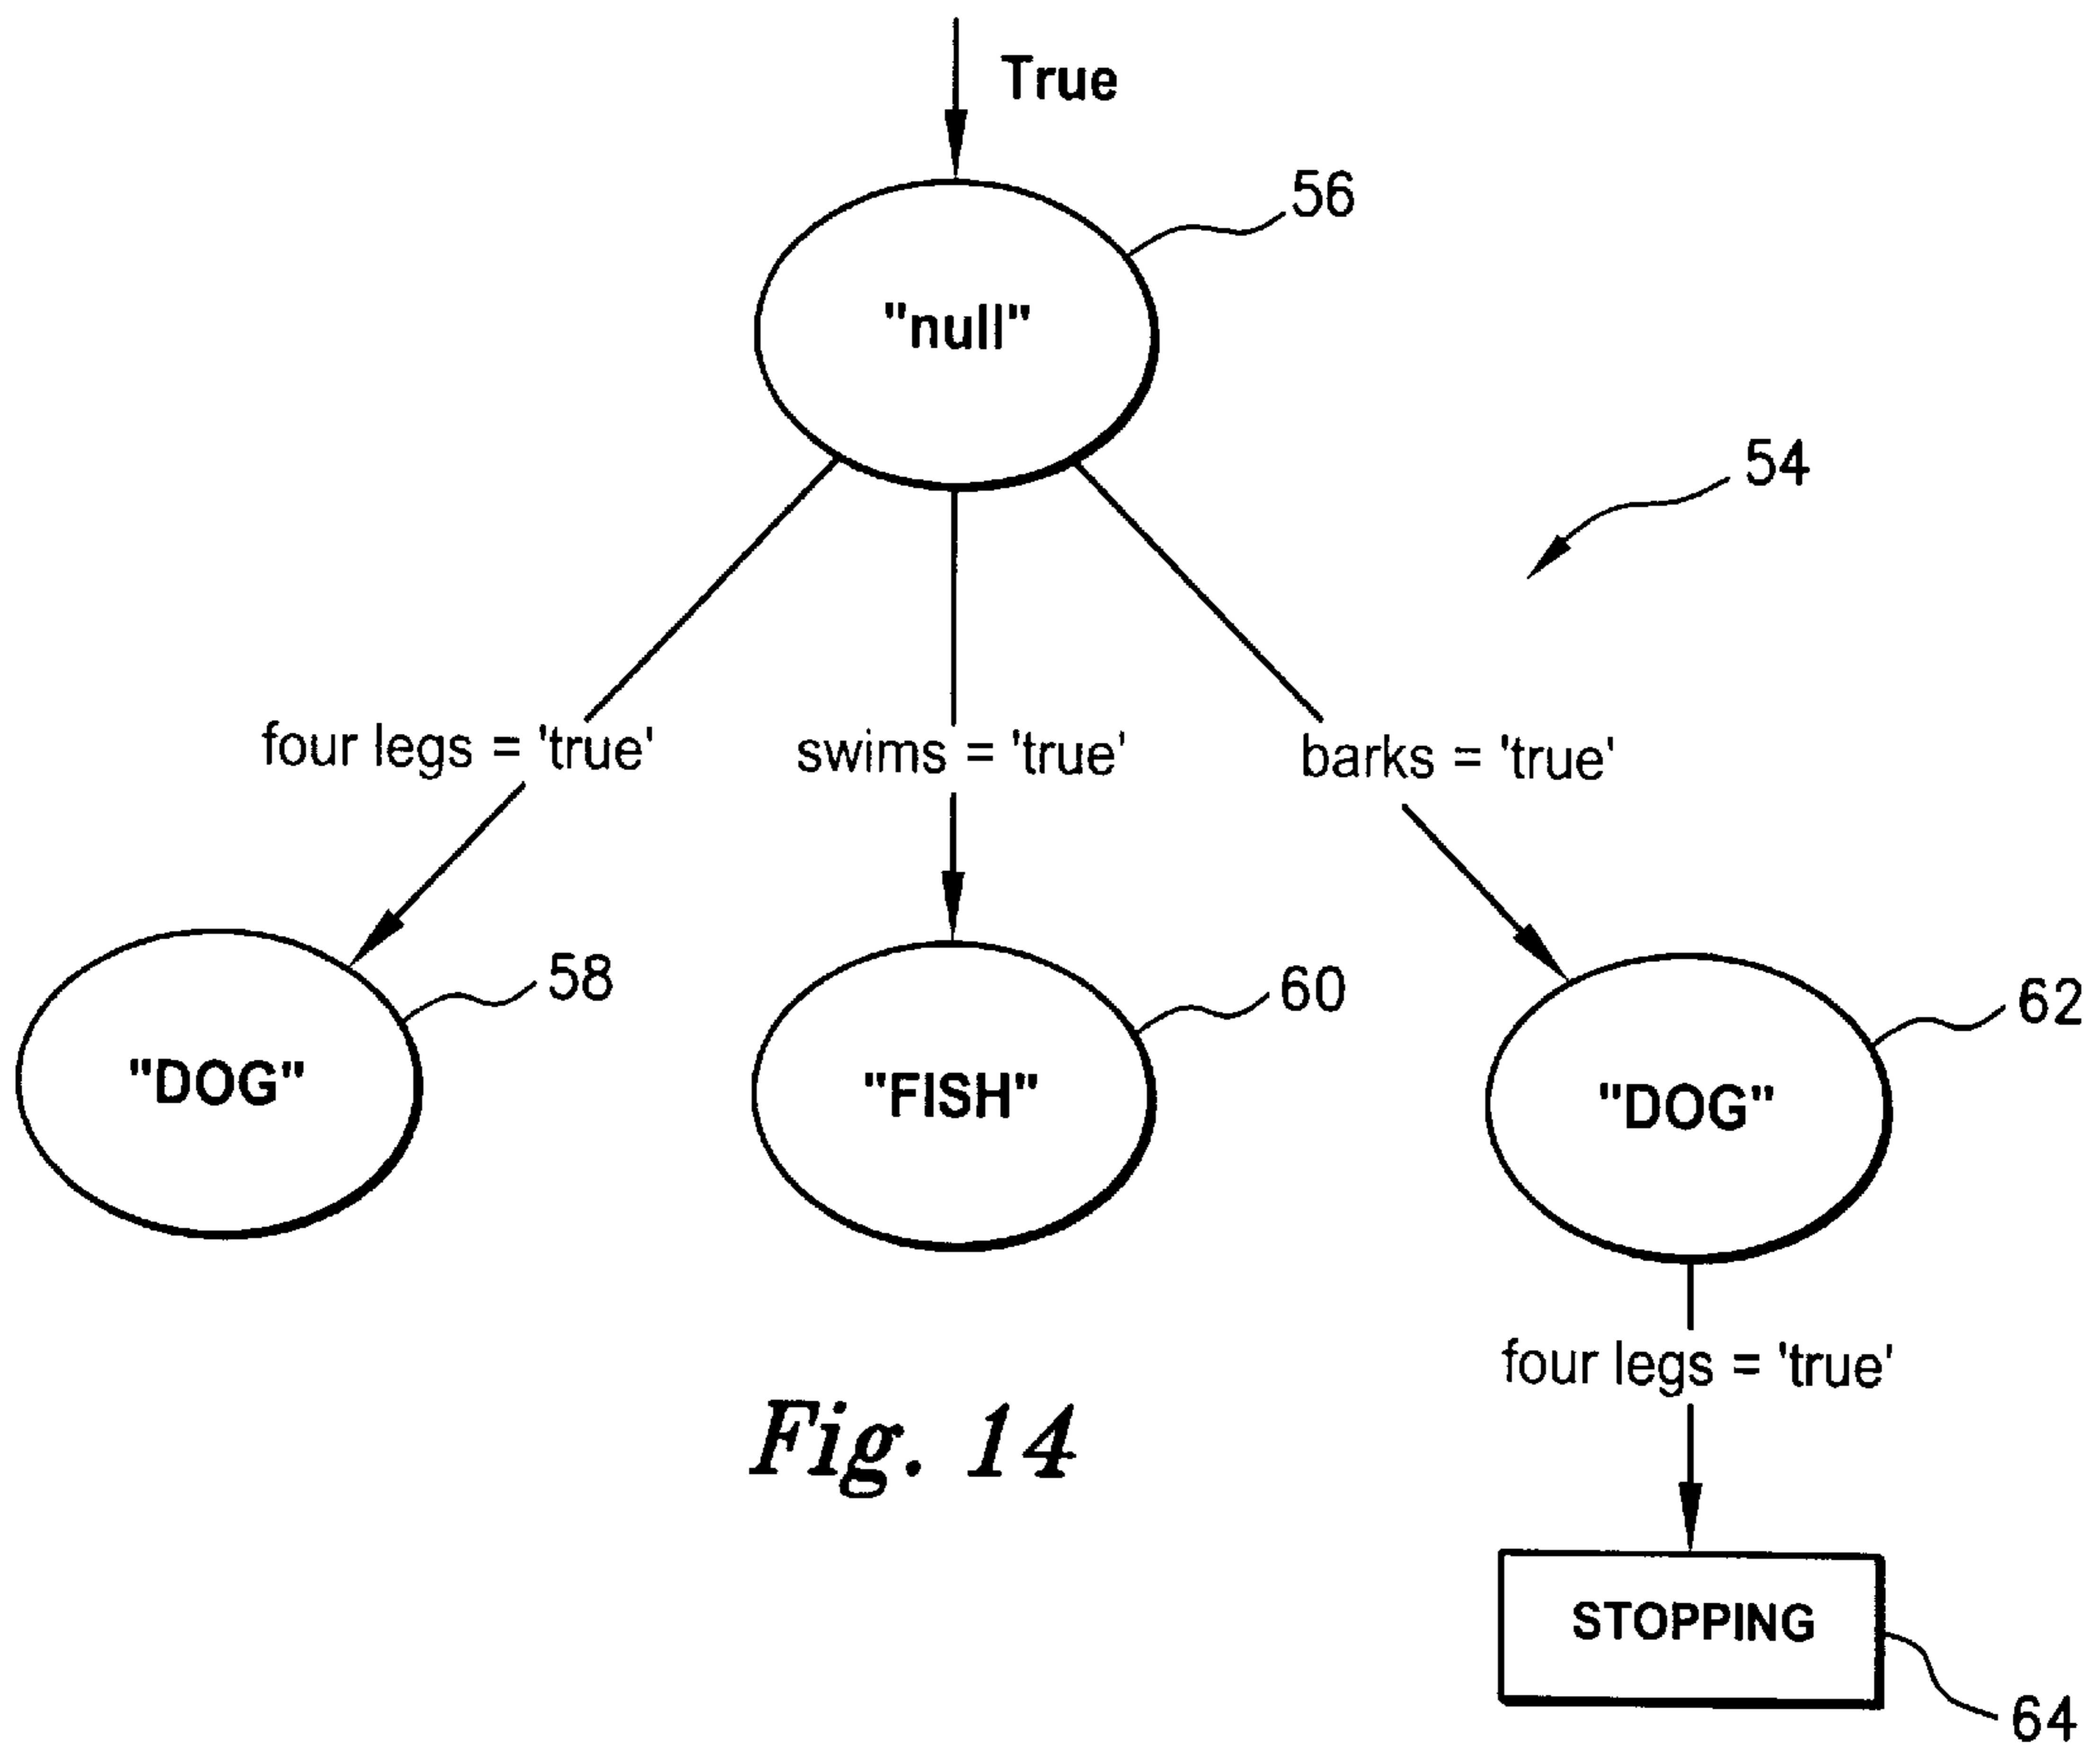 True
56
"null"
54
four legs = 'true'
swims = 'true'
barks = 'true'
58
60
62
"DOG"
"FISH"
"DOG"
four legs = 'true'
Fig. 14
STOPPING
64